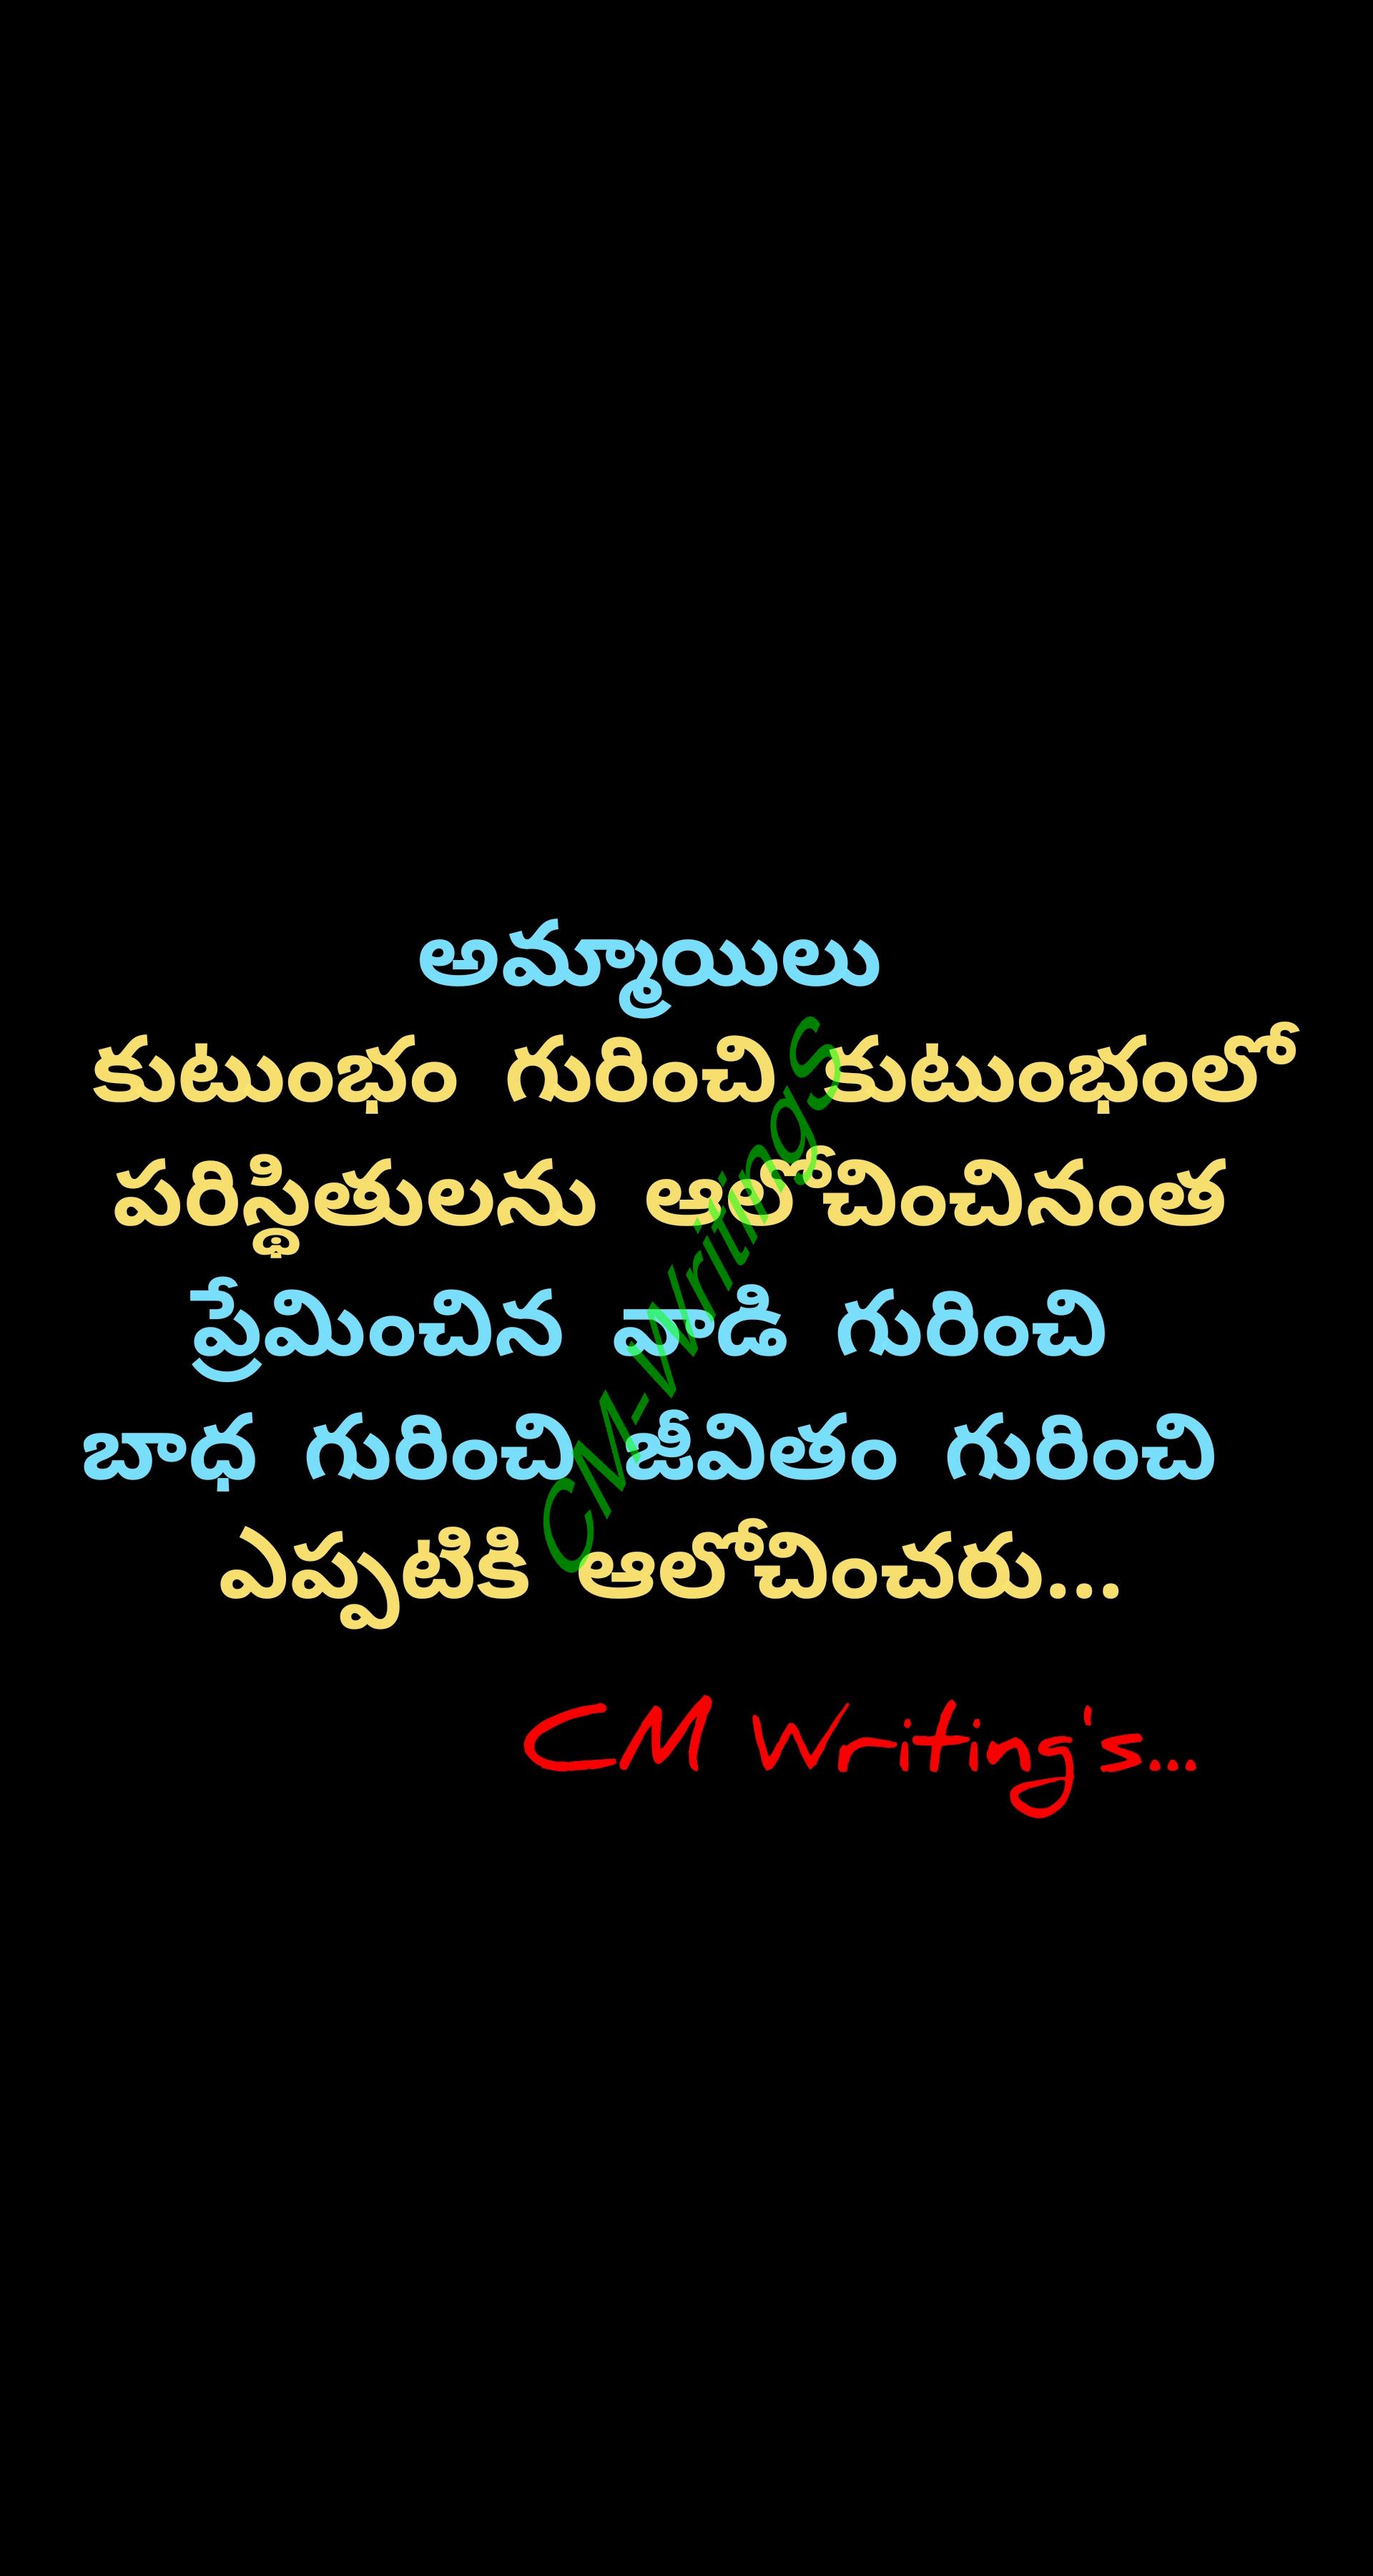 అమ్మాయిలు
కుటుంభం గురించి కుటుంభంలో
పరిస్థితులను ఆలోచించినంత
ప్రేమించిన వాడి గురించి
బాధ గురించి జీవితం గురించి
ఎప్పటికి ఆలోచించరు...
CM-Writings
CM Writing's...